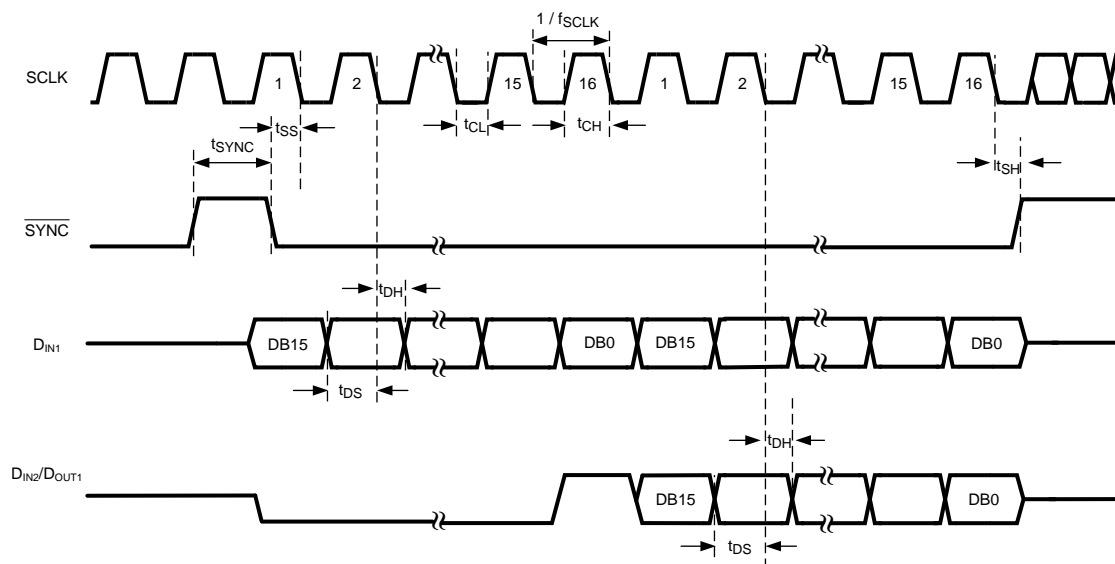 1 / fSCLK
SCLK
1
2
15
16
1
2
15
16
tSS
tCL
tCH
tSYNC
tSH
SYNC
tDH
DIN1
DB15
DB0
DB15
DB0
tDS
tDH
DIN2/DOUT1
DB15
DB0
tDS